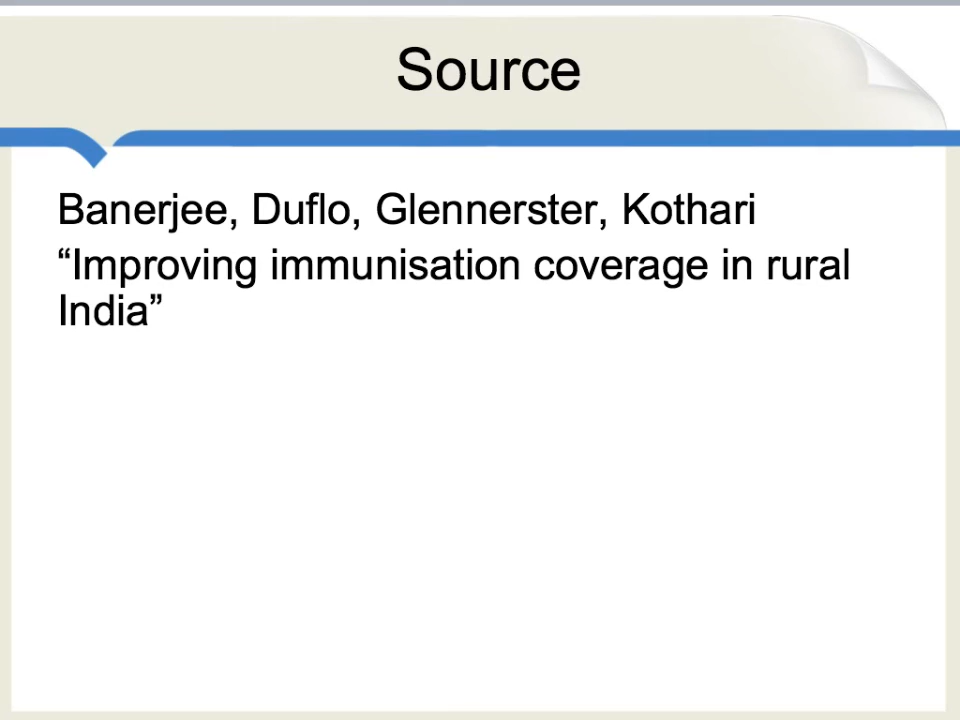 Source
Banerjee, Duflo, Glennerster, Kothari
“Improving immunisation coverage in rural
India”